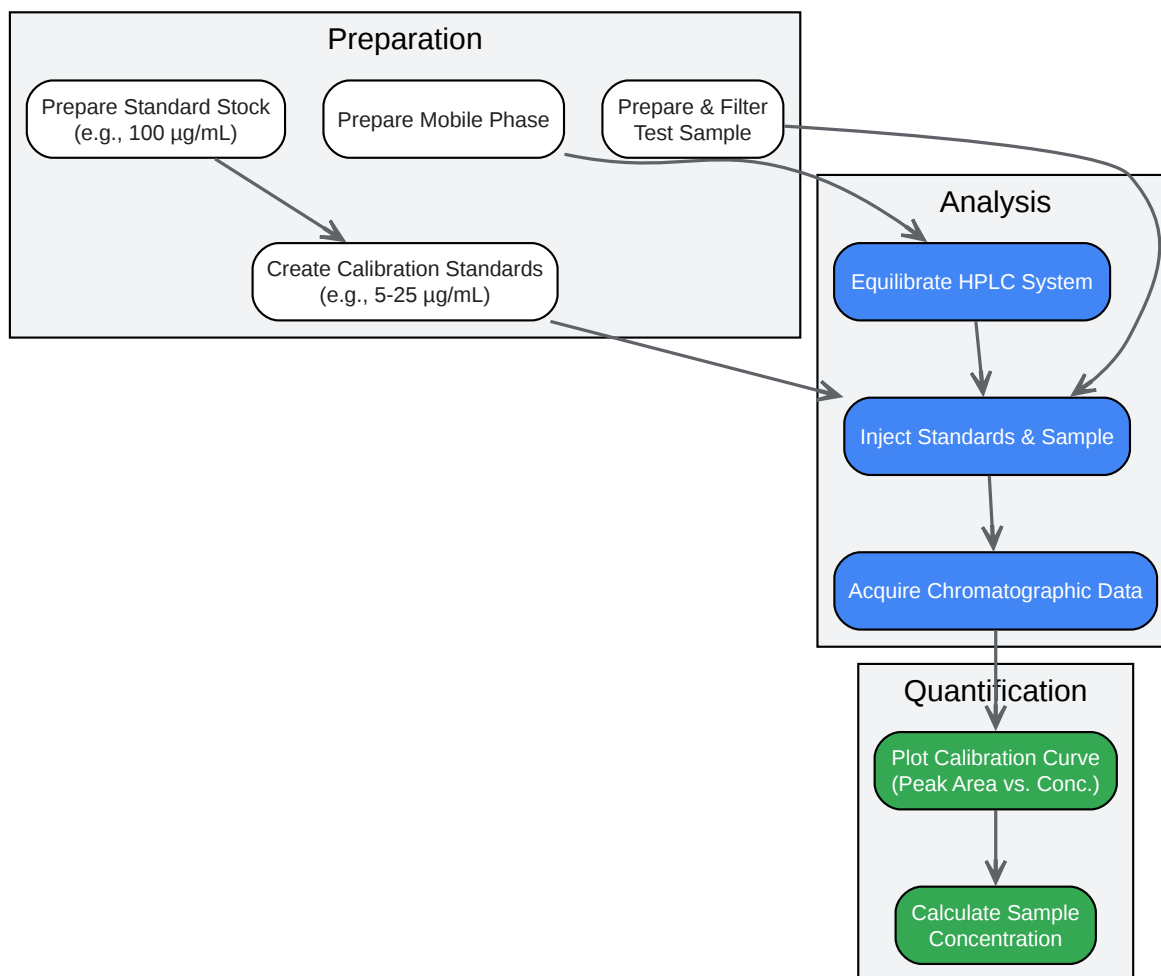 Preparation
Prepare Standard Stock
(e.g., 100 µg/mL)
Prepare Mobile Phase
Prepare & Filter
Test Sample
Create Calibration Standards
(e.g., 5-25 µg/mL)
Analysis
Equilibrate HPLC System
Inject Standards & Sample
Acquire Chromatographic Data
Quantification
Plot Calibration Curve
(Peak Area vs. Conc.)
Calculate Sample
Concentration